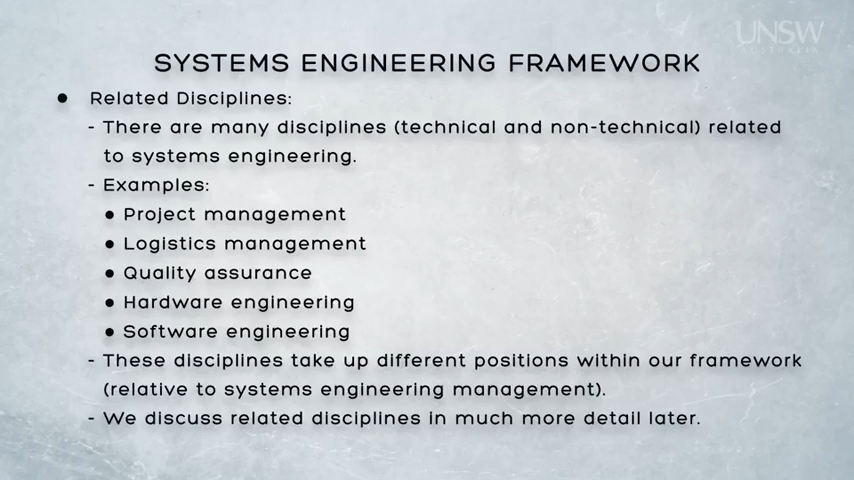 UNSW
AUSTRALIA
SYSTEMS ENGINEERING FRAMEWORK
● Related Disciplines:
- There are many disciplines (technical and non-technical) related
to systems engineering.
- Examples:
● Project management
● Logistics management
● Quality assurance
● Hardware engineering
● Software engineering
- These disciplines take up different positions within our framework
(relative to systems engineering management).
- We discuss related disciplines in much more detail later.